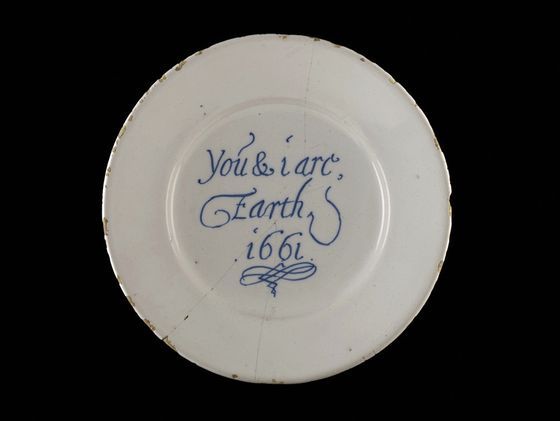 You & i are,
Earth,
.1661.